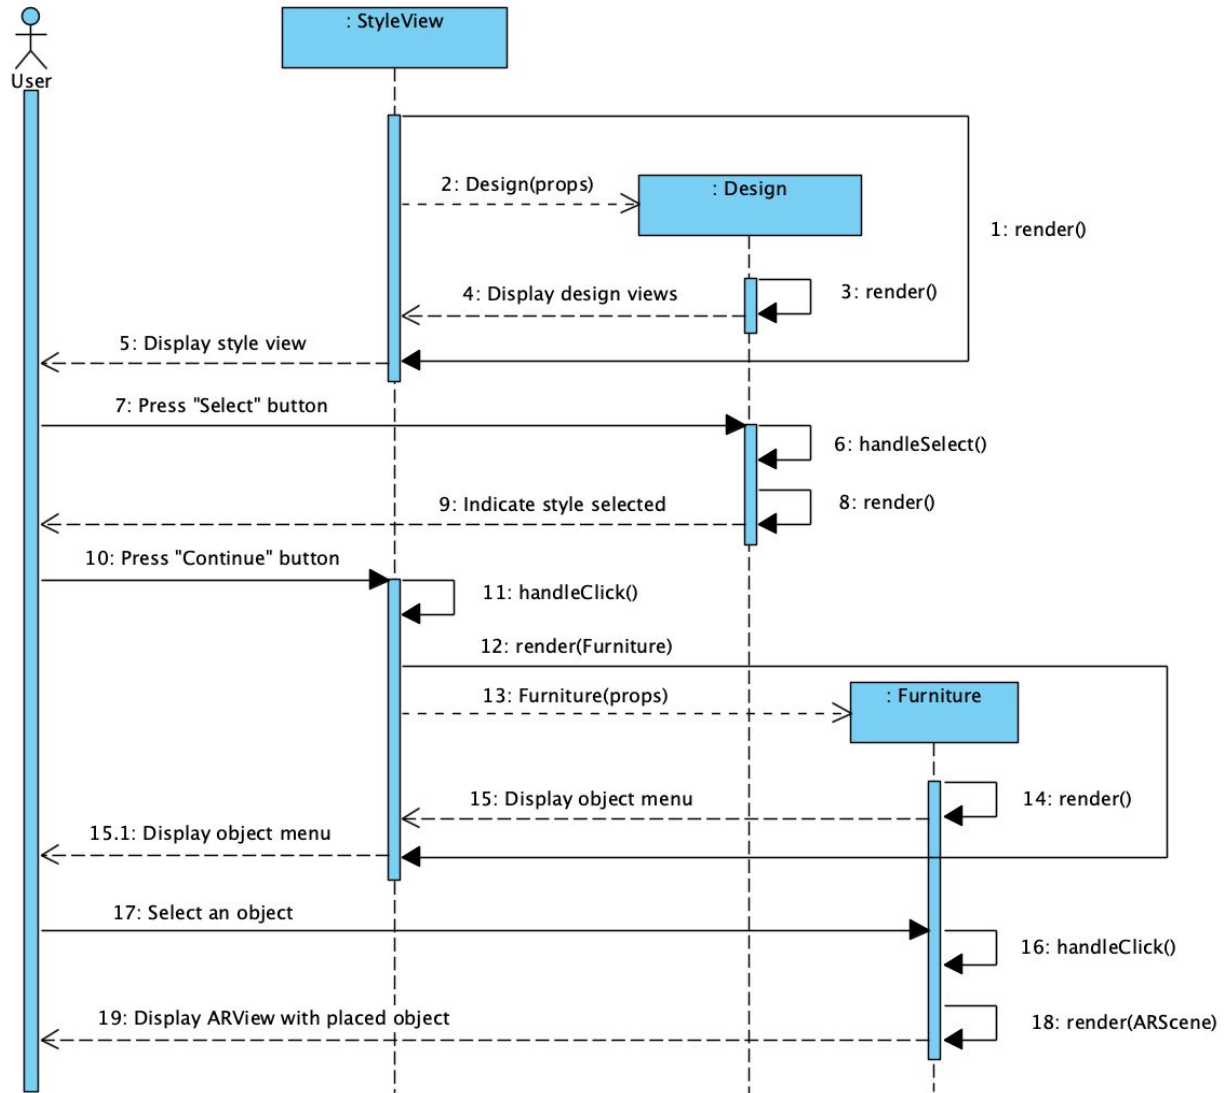 : StyleView
User
2: Design(props)
: Design
1: render()
3: render()
4: Display design views
5: Display style view
7: Press "Select" button
6: handleSelect()
9: Indicate style selected
8: render()
10: Press "Continue" button
11: handleClick()
12: render(Furniture)
13: Furniture(props)
: Furniture
15: Display object menu
14: render()
15.1: Display object menu
17: Select an object
16: handleClick()
19: Display ARView with placed object
18: render(ARScene)